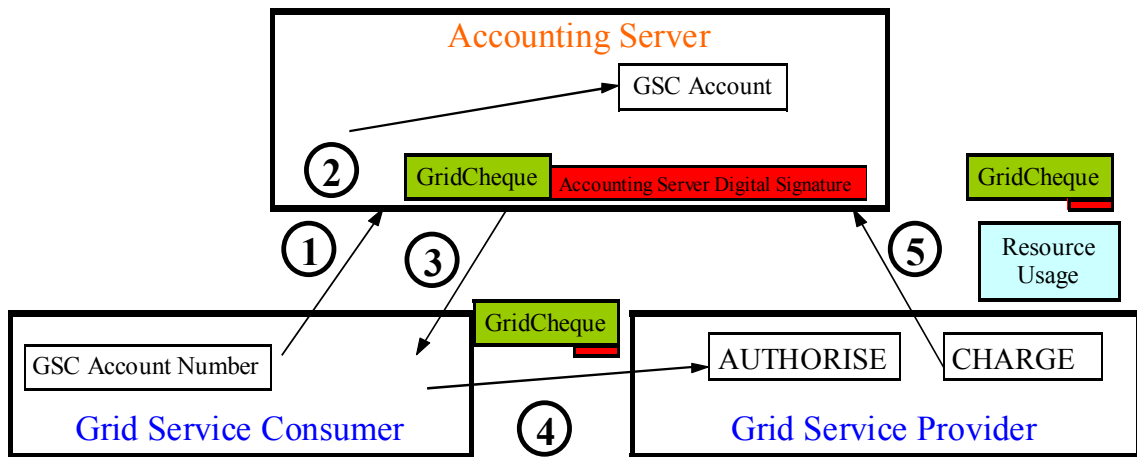 Accounting Server
GSC Account
2
GridCheque
Accounting Server Digital Signature
GridCheque
1
3
5
Resource
Usage
GridCheque
GSC Account Number
AUTHORISE
CHARGE
Grid Service Consumer
4
Grid Service Provider